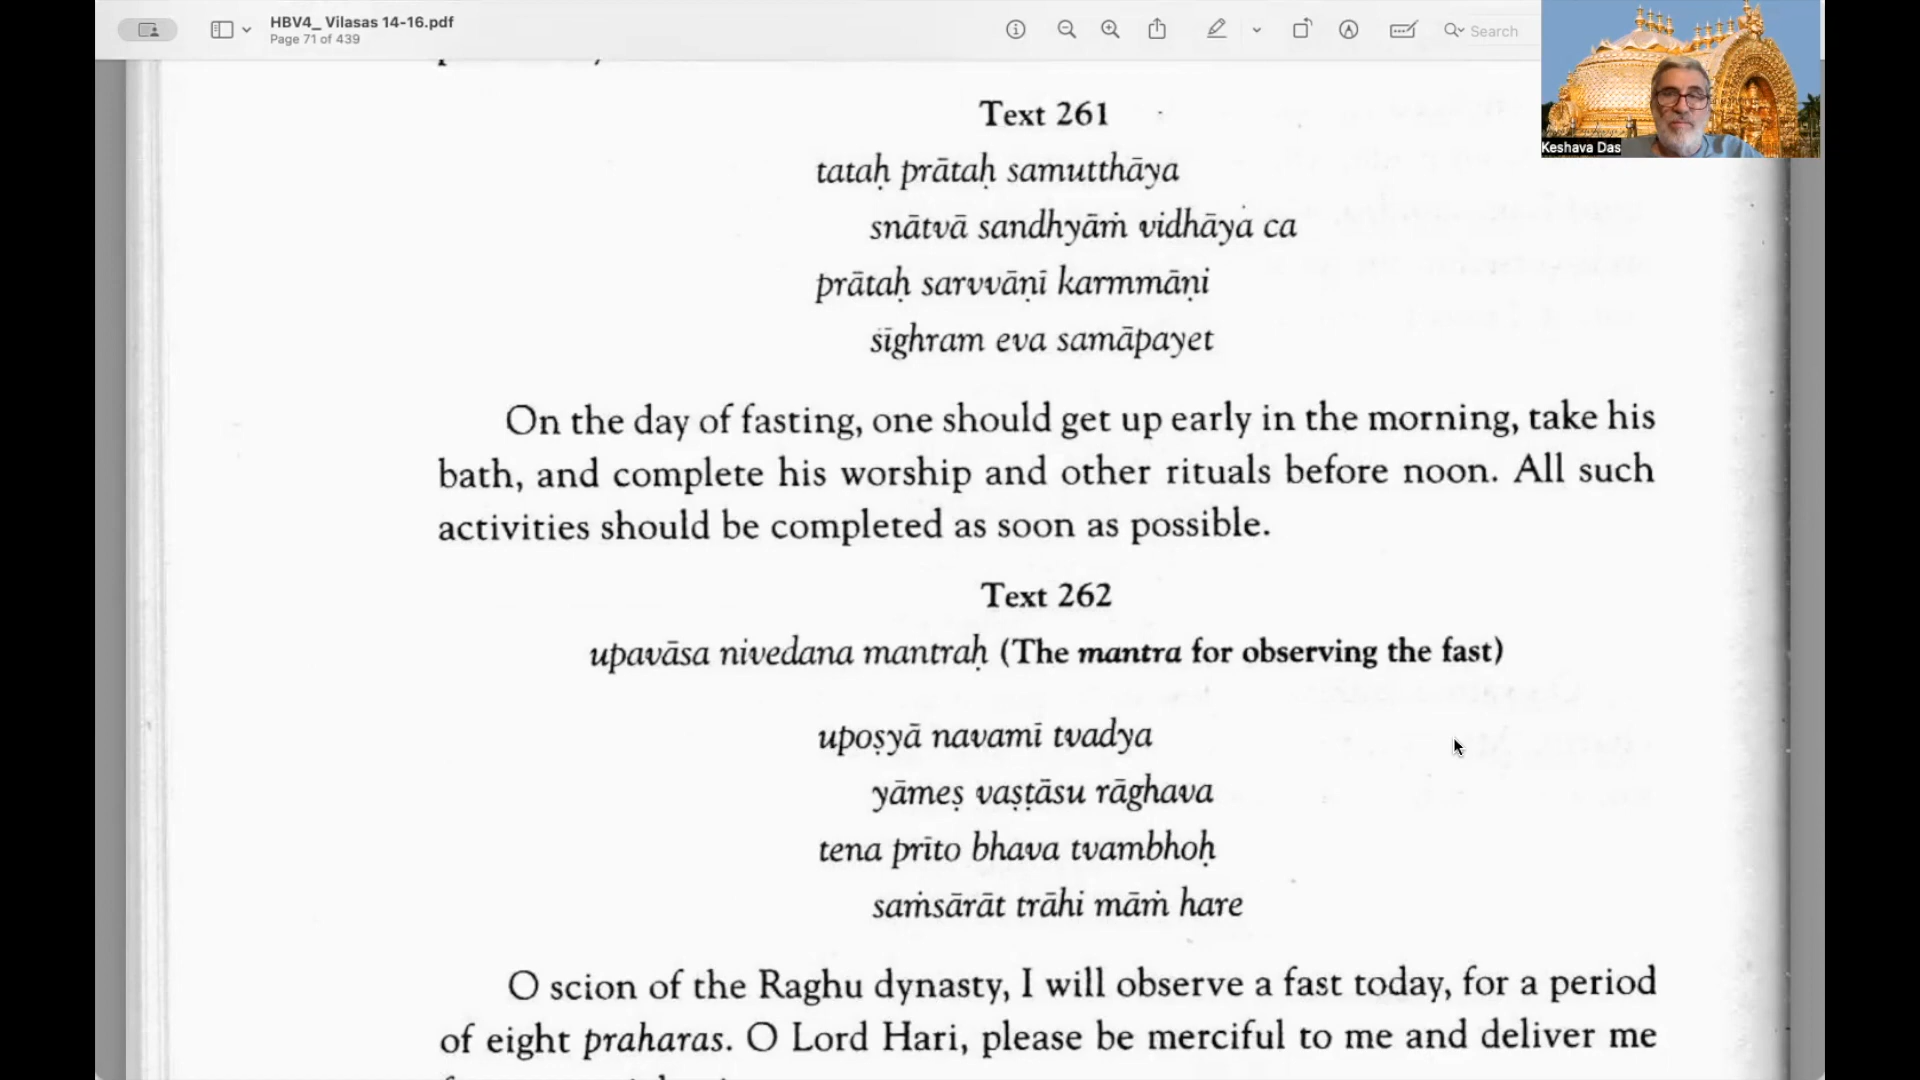 HBV4_ Vilasas 14-16.pdf
Page 71 of 439
Search
Keshava Das
Text 261
tataḥ prātaḥ samutthāya
snātvā sandhyāṁ vidhāya ca
prātaḥ sarvvāṇī karmmāṇi
śīghram eva samāpayet
On the day of fasting, one should get up early in the morning, take his
bath, and complete his worship and other rituals before noon. All such
activities should be completed as soon as possible.
Text 262
upavāsa nivedana mantraḥ (The mantra for observing the fast)
upoṣyā navamī tvadya
yāmeṣ vaṣṭāsu rāghava
tena prīto bhava tvambhoḥ
saṁsārāt trāhi māṁ hare
O scion of the Raghu dynasty, I will observe a fast today, for a period
of eight praharas. O Lord Hari, please be merciful to me and deliver me